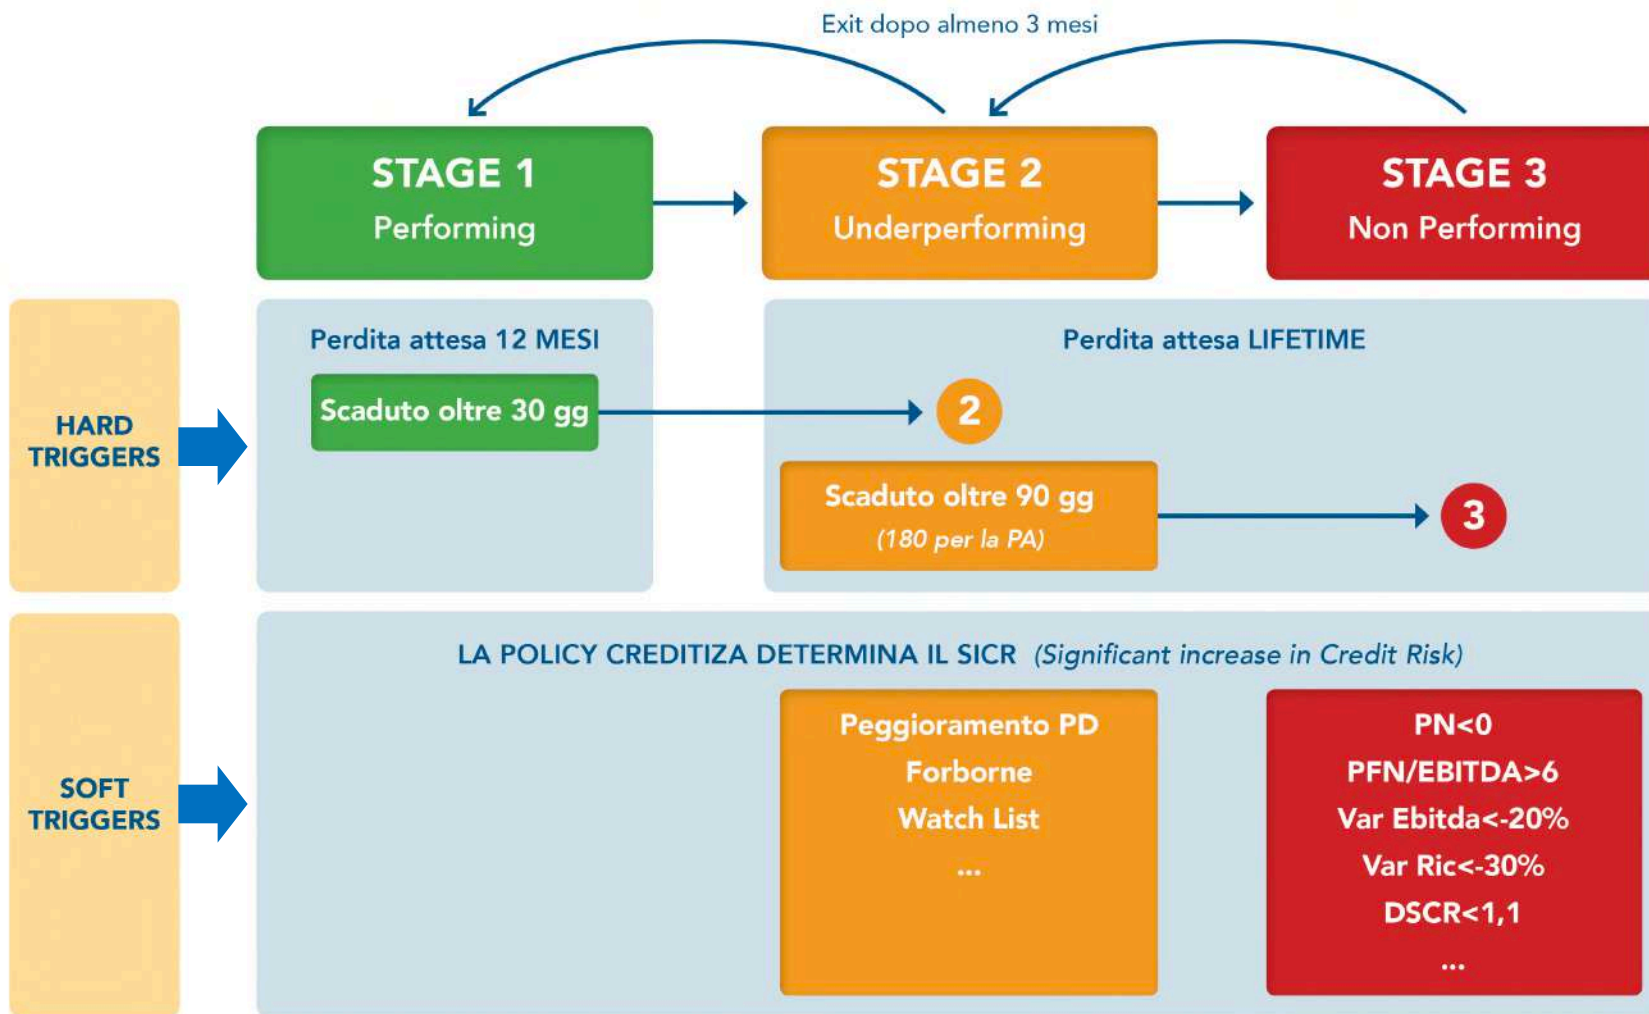 Exit dopo almeno 3 mesi
STAGE 1
Performing
STAGE 2
Underperforming
STAGE 3
Non Performing
HARD
TRIGGERS
Perdita attesa 12 MESI
Scaduto oltre 30 gg
Perdita attesa LIFETIME
2
Scaduto oltre 90 gg
(180 per la PA)
3
SOFT
TRIGGERS
LA POLICY CREDITIZA DETERMINA IL SICR (Significant increase in Credit Risk)
Peggioramento PD
Forborne
Watch List
...
PN<0
PFN/EBITDA>6
Var Ebitda<-20%
Var Ric<-30%
DSCR<1,1
...